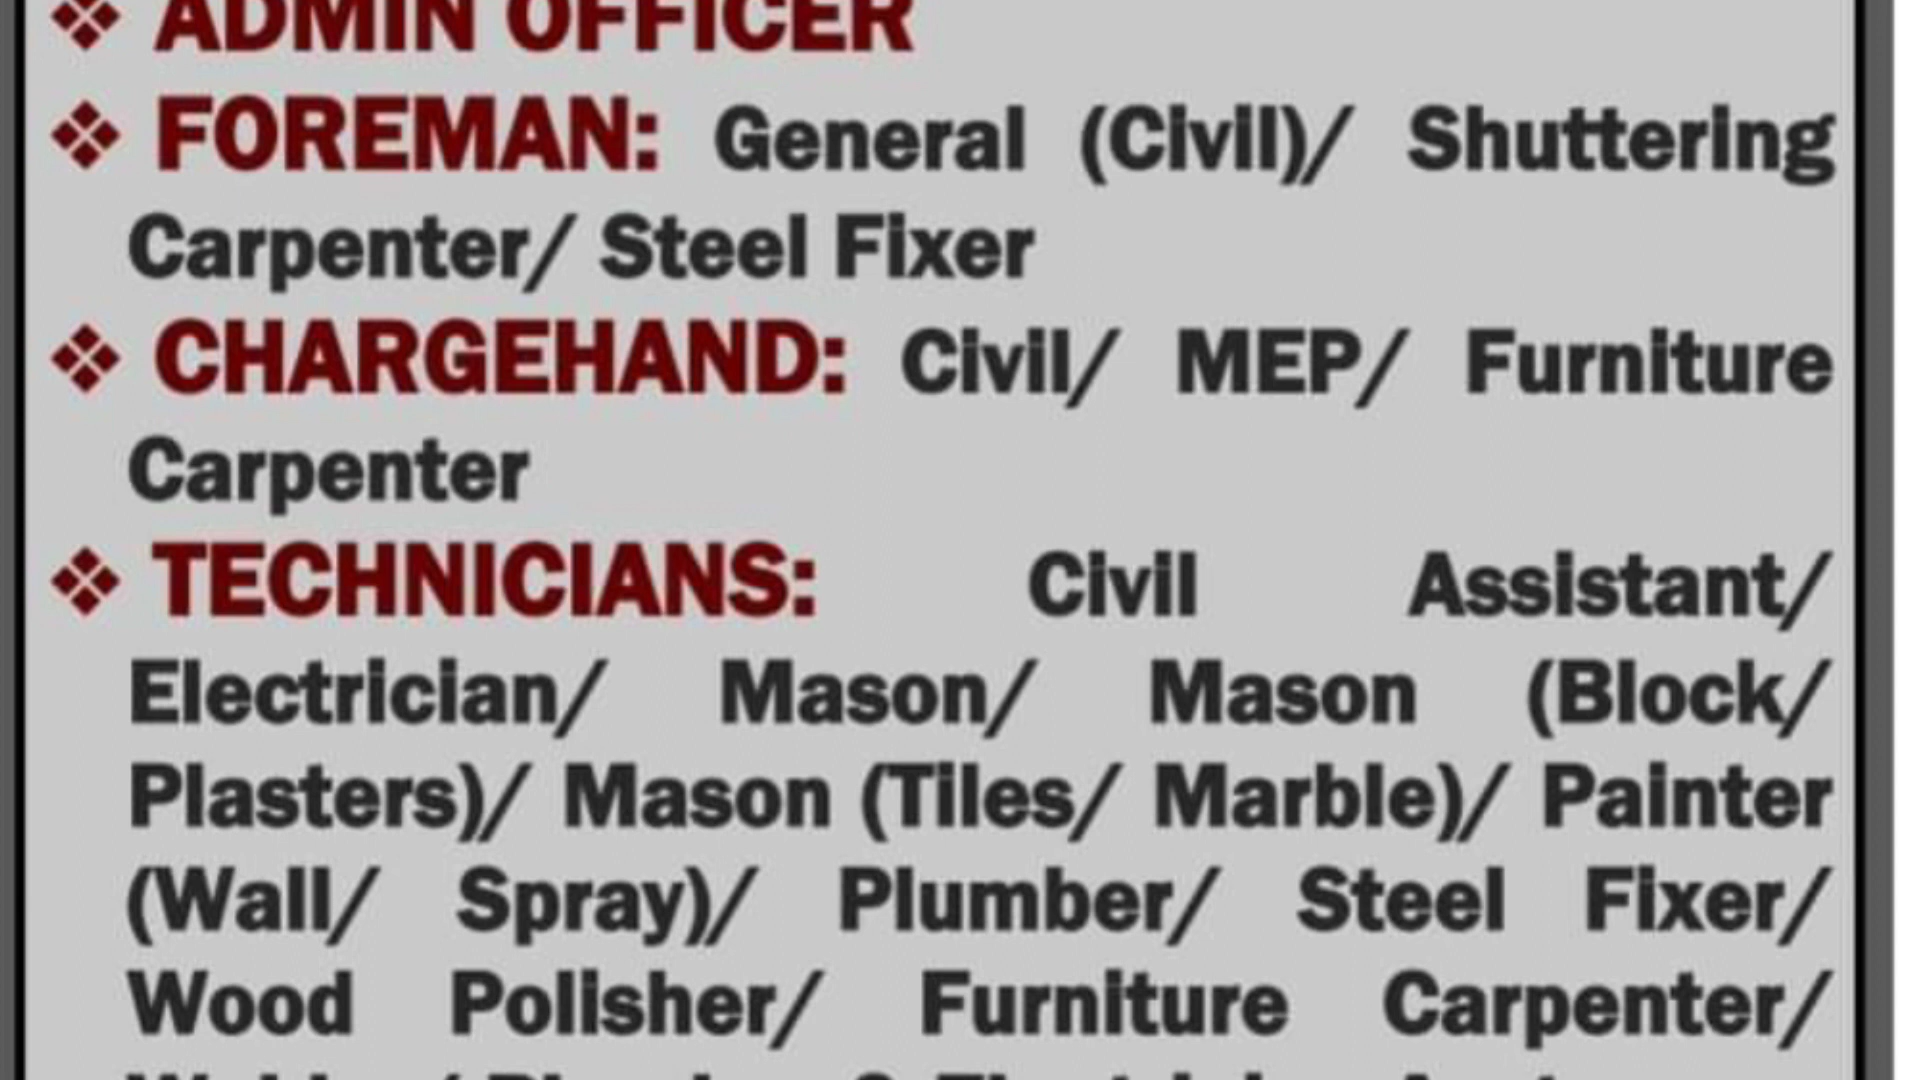 ❖ ADMIN OFFICER
❖ FOREMAN: General (Civil)/ Shuttering
Carpenter/ Steel Fixer
❖ CHARGEHAND: Civil/ MEP/ Furniture
Carpenter
❖ TECHNICIANS: Civil Assistant/
Electrician/ Mason/ Mason (Block/
Plasters)/ Mason (Tiles/ Marble)/ Painter
(Wall/ Spray)/ Plumber/ Steel Fixer/
Wood Polisher/ Furniture Carpenter/